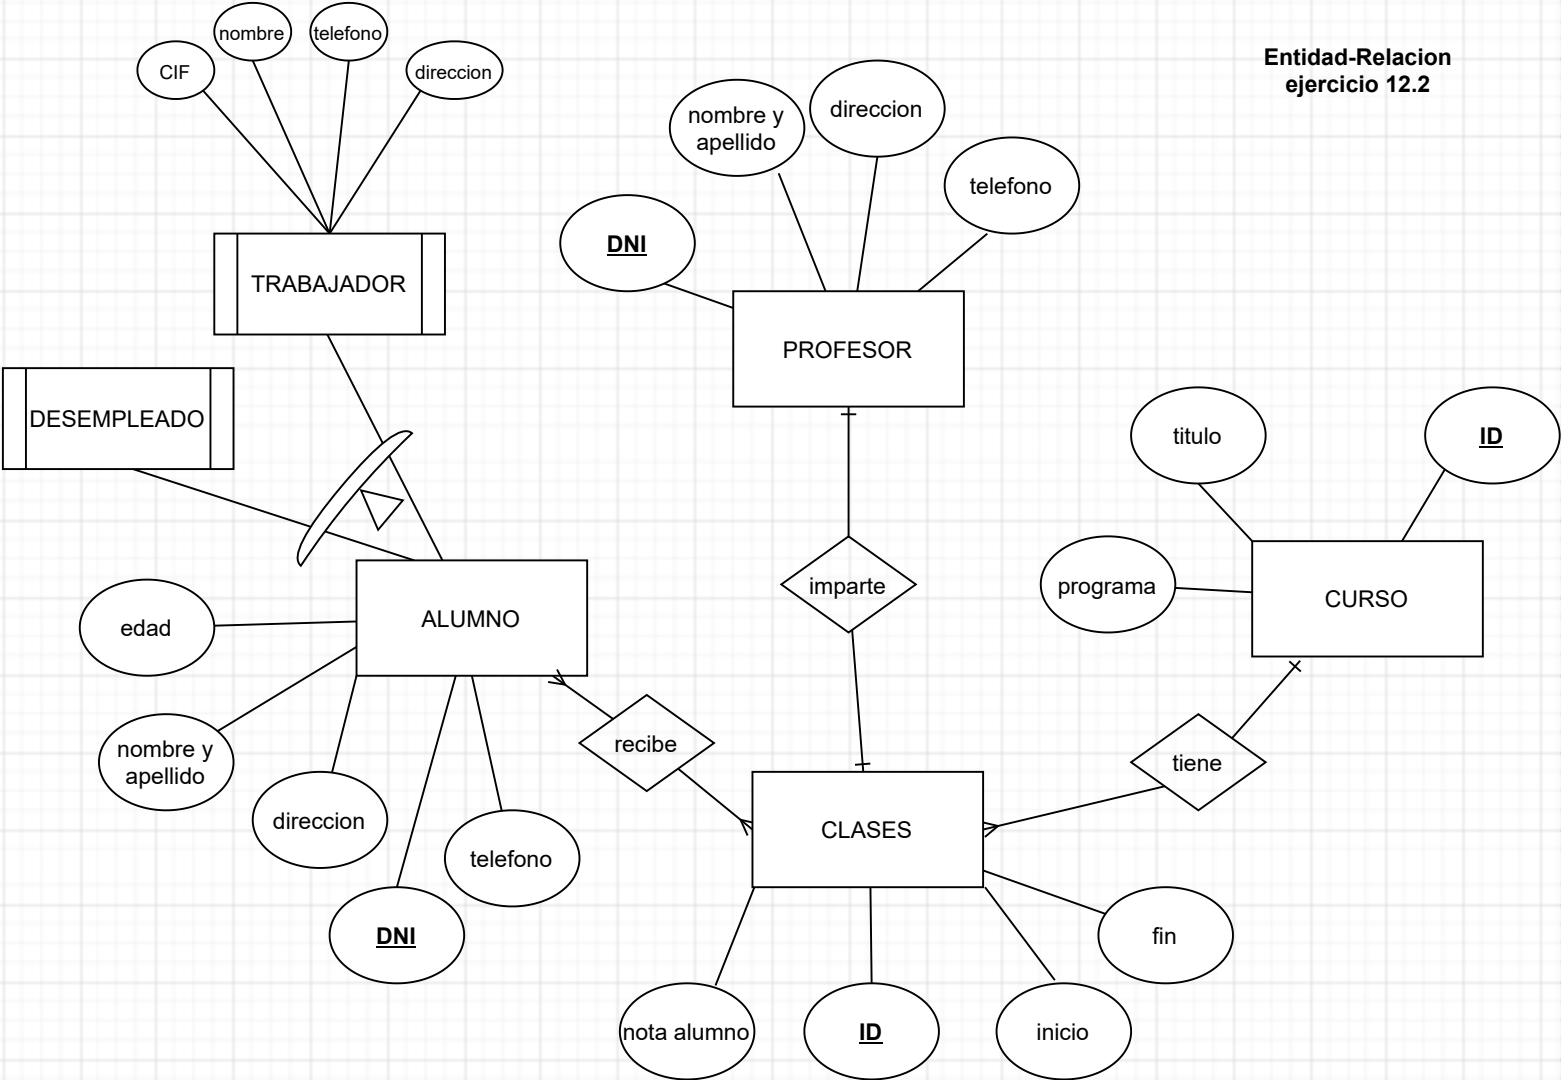 nombre
telefono
CIF
direccion
Entidad-Relacion
ejercicio 12.2
nombre y
apellido
direccion
telefono
DNI
TRABAJADOR
PROFESOR
DESEMPLEADO
titulo
ID
programa
CURSO
imparte
ALUMNO
edad
nombre y
apellido
recibe
tiene
direccion
telefono
CLASES
DNI
fin
nota alumno
ID
inicio